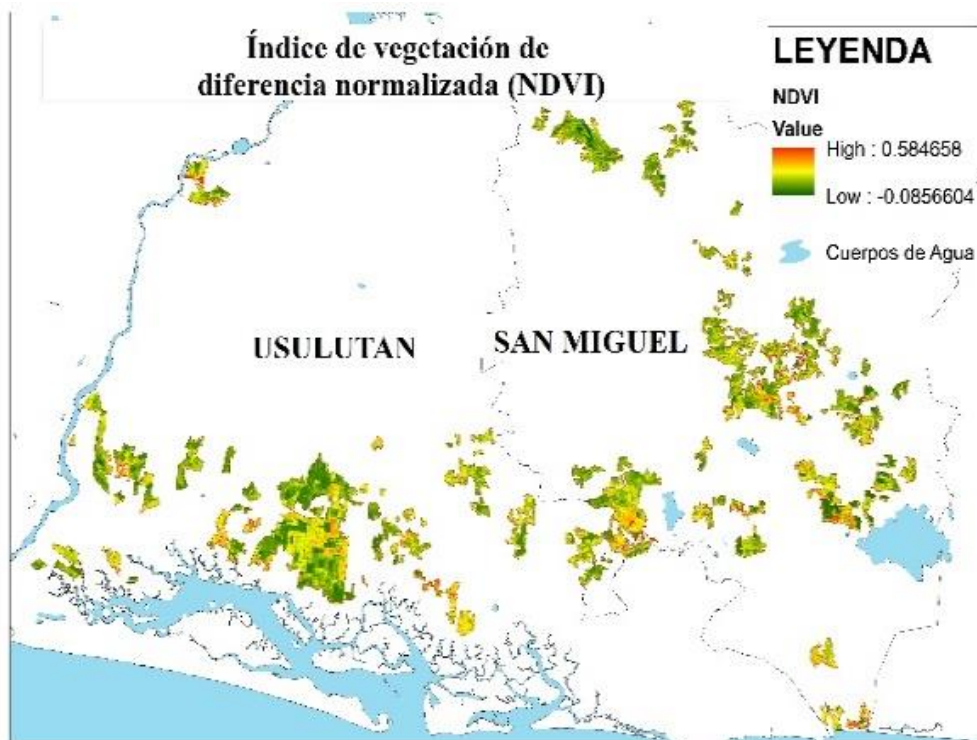 Índice de vegetación de
diferencia normalizada (NDVI)
LEYENDA
NDVI
Value
High : 0.584658
Low : -0.0856604
Cuerpos de Agua
USULUTAN
SAN MIGUEL